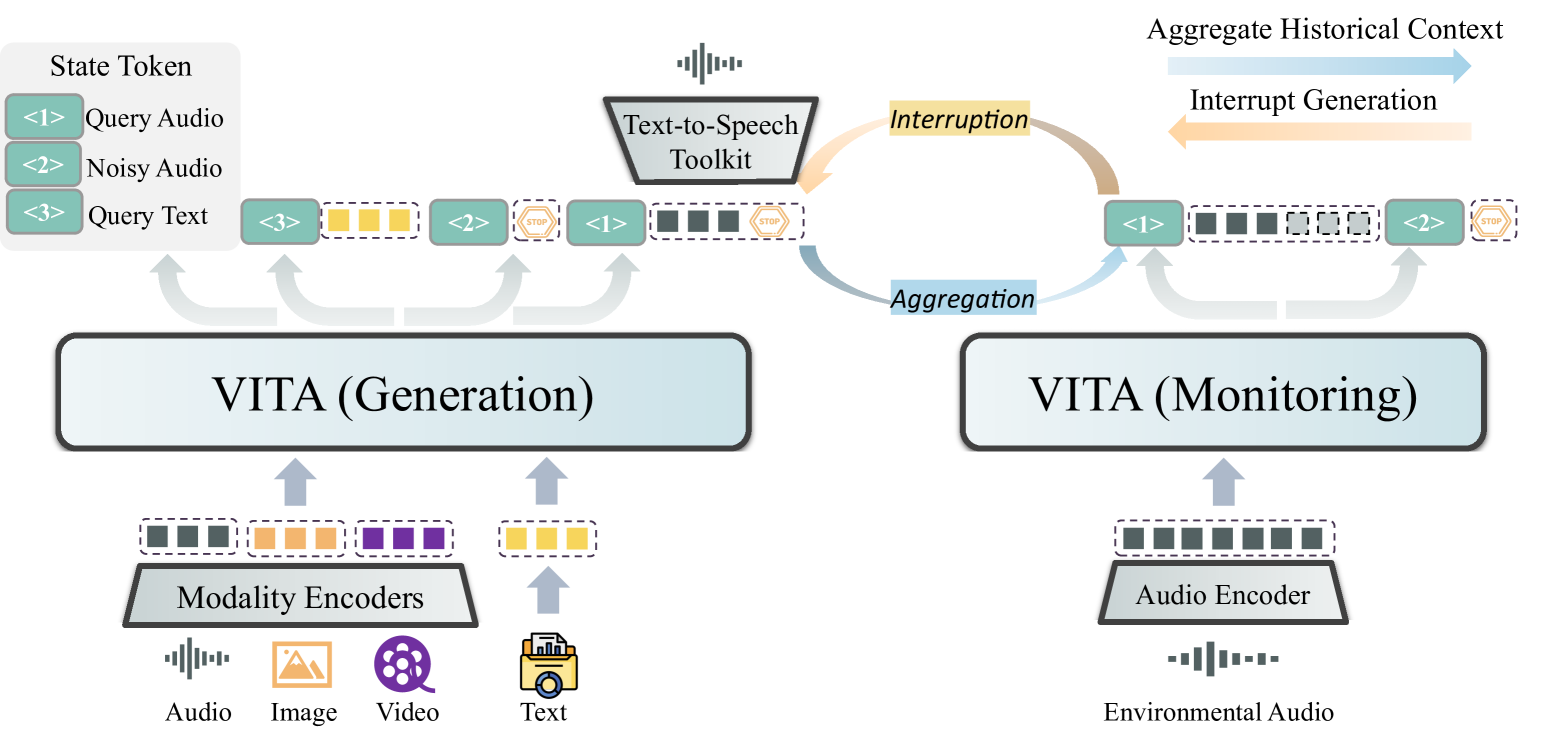 State Token
<1> Query Audio
<2> Noisy Audio
<3> Query Text
Aggregate Historical Context
Interrupt Generation
Text-to-Speech
Toolkit
Interruption
<3>
<2>
STOP
<1>
STOP
<1>
STOP
<2>
STOP
Aggregation
VITA (Generation)
VITA (Monitoring)
Modality Encoders
Audio Encoder
Audio
Image
Video
Text
Environmental Audio